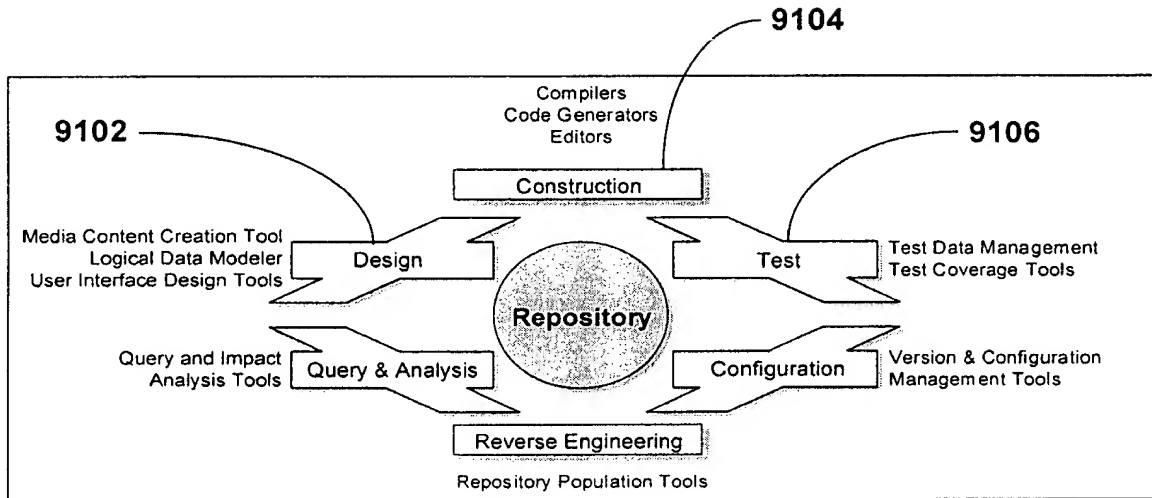 9104
Compilers
Code Generators
Editors
9102
9106
Construction
Media Content Creation Tool
Logical Data Modeler
User Interface Design Tools
Design
Test
Test Data Management
Test Coverage Tools
Repository
Query and Impact
Analysis Tools
Query & Analysis
Configuration
Version & Configuration
Management Tools
Reverse Engineering
Repository Population Tools